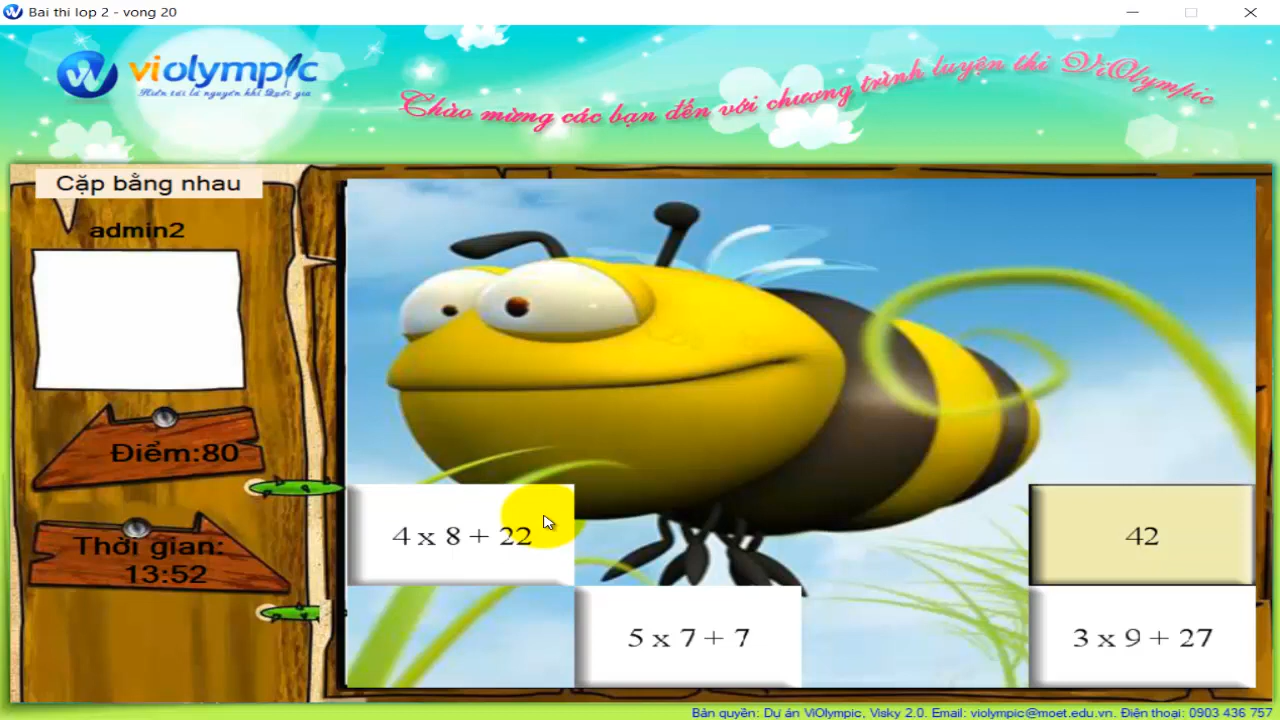 Bai thi lop 2 - vong 20
violympic
Hiền tài là nguyên khí Quốc gia
Chào mừng các bạn đến với chương trình luyện thi ViOlympic
Cặp bằng nhau
admin2
Điểm:80
Thời gian:
13:52
4 x 8 + 22
42
5 x 7 + 7
3 x 9 + 27
Bản quyền: Dự án ViOlympic, Visky 2.0. Email: violympic@moet.edu.vn. Điện thoại: 0903 436 757